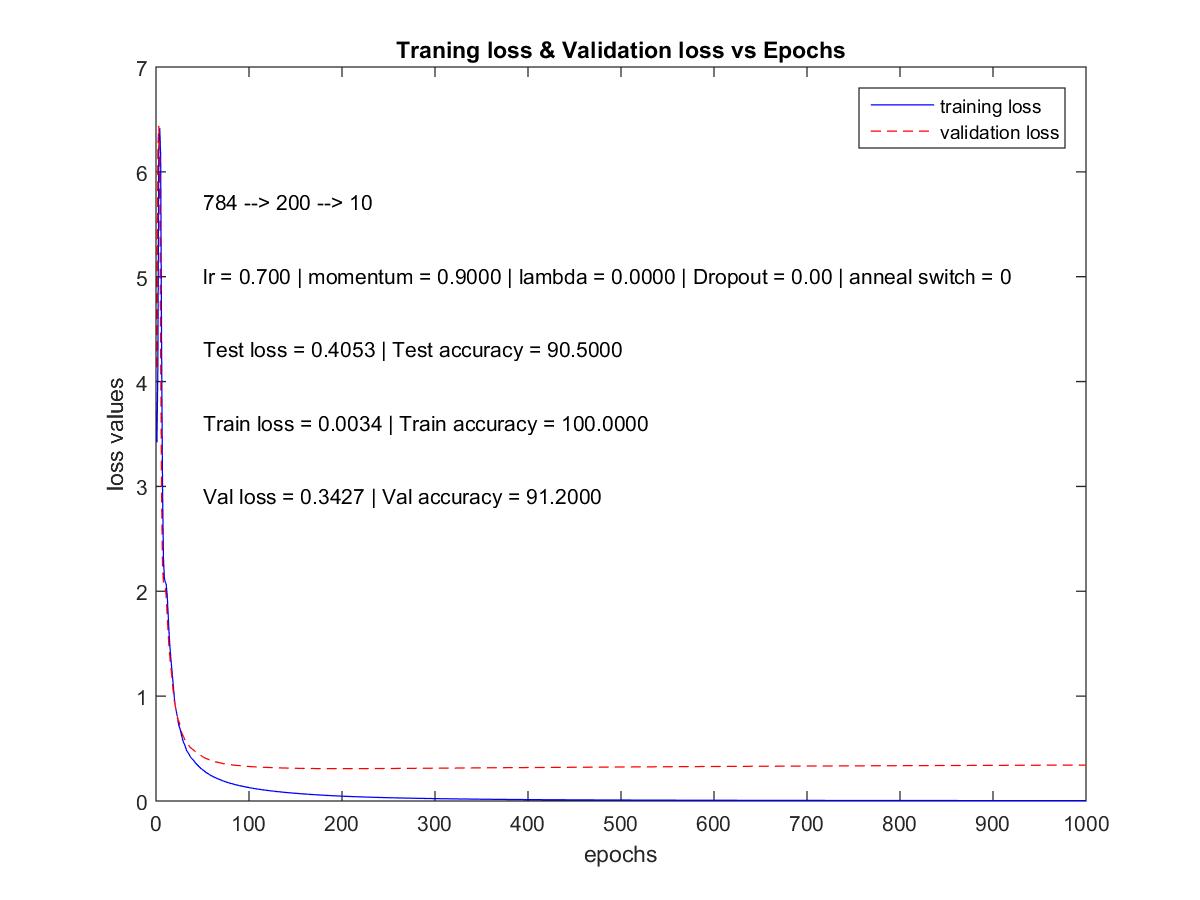 Traning loss & Validation loss vs Epochs
7
training loss
validation loss
6
784 --> 200 --> 10
5
lr = 0.700 | momentum = 0.9000 | lambda = 0.0000 | Dropout = 0.00 | anneal switch = 0
Test loss = 0.4053 | Test accuracy = 90.5000
4
loss values
Train loss = 0.0034 | Train accuracy = 100.0000
3
Val loss = 0.3427 | Val accuracy = 91.2000
2
1
0
0 100 200 300 400 500 600 700 800 900 1000
epochs